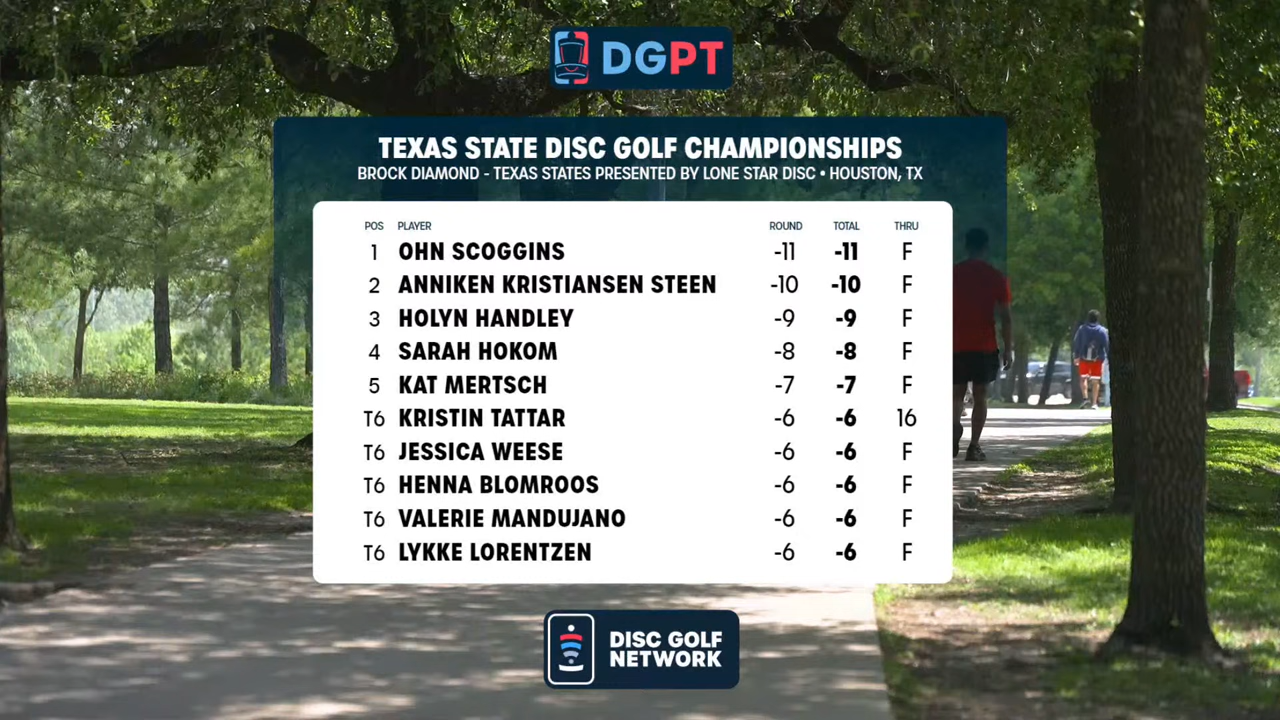 DGPT
TEXAS STATE DISC GOLF CHAMPIONSHIPS
BROCK DIAMOND - TEXAS STATES PRESENTED BY LONE STAR DISC • HOUSTON, TX
POS PLAYER ROUND TOTAL THRU
1 OHN SCOGGINS -11 -11 F
2 ANNIKEN KRISTIANSEN STEEN -10 -10 F
3 HOLYN HANDLEY -9 -9 F
4 SARAH HOKOM -8 -8 F
5 KAT MERTSCH -7 -7 F
T6 KRISTIN TATTAR -6 -6 16
T6 JESSICA WEESE -6 -6 F
T6 HENNA BLOMROOS -6 -6 F
T6 VALERIE MANDUJANO -6 -6 F
T6 LYKKE LORENTZEN -6 -6 F
DISC GOLF
NETWORK